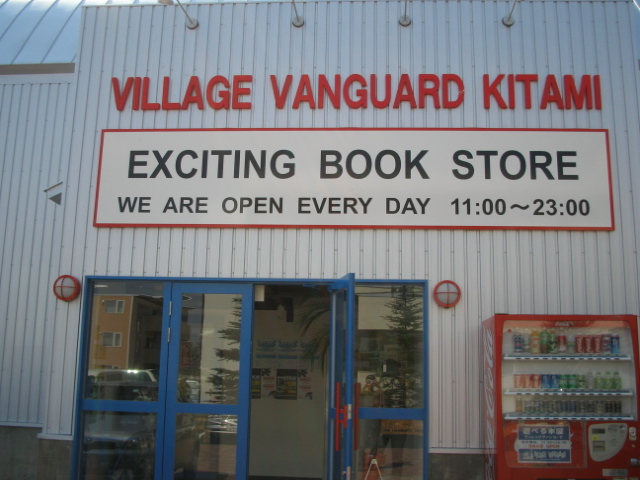 VILLAGE VANGUARD KITAMI
EXCITING BOOK STORE
WE ARE OPEN EVERY DAY 11:00～23:00